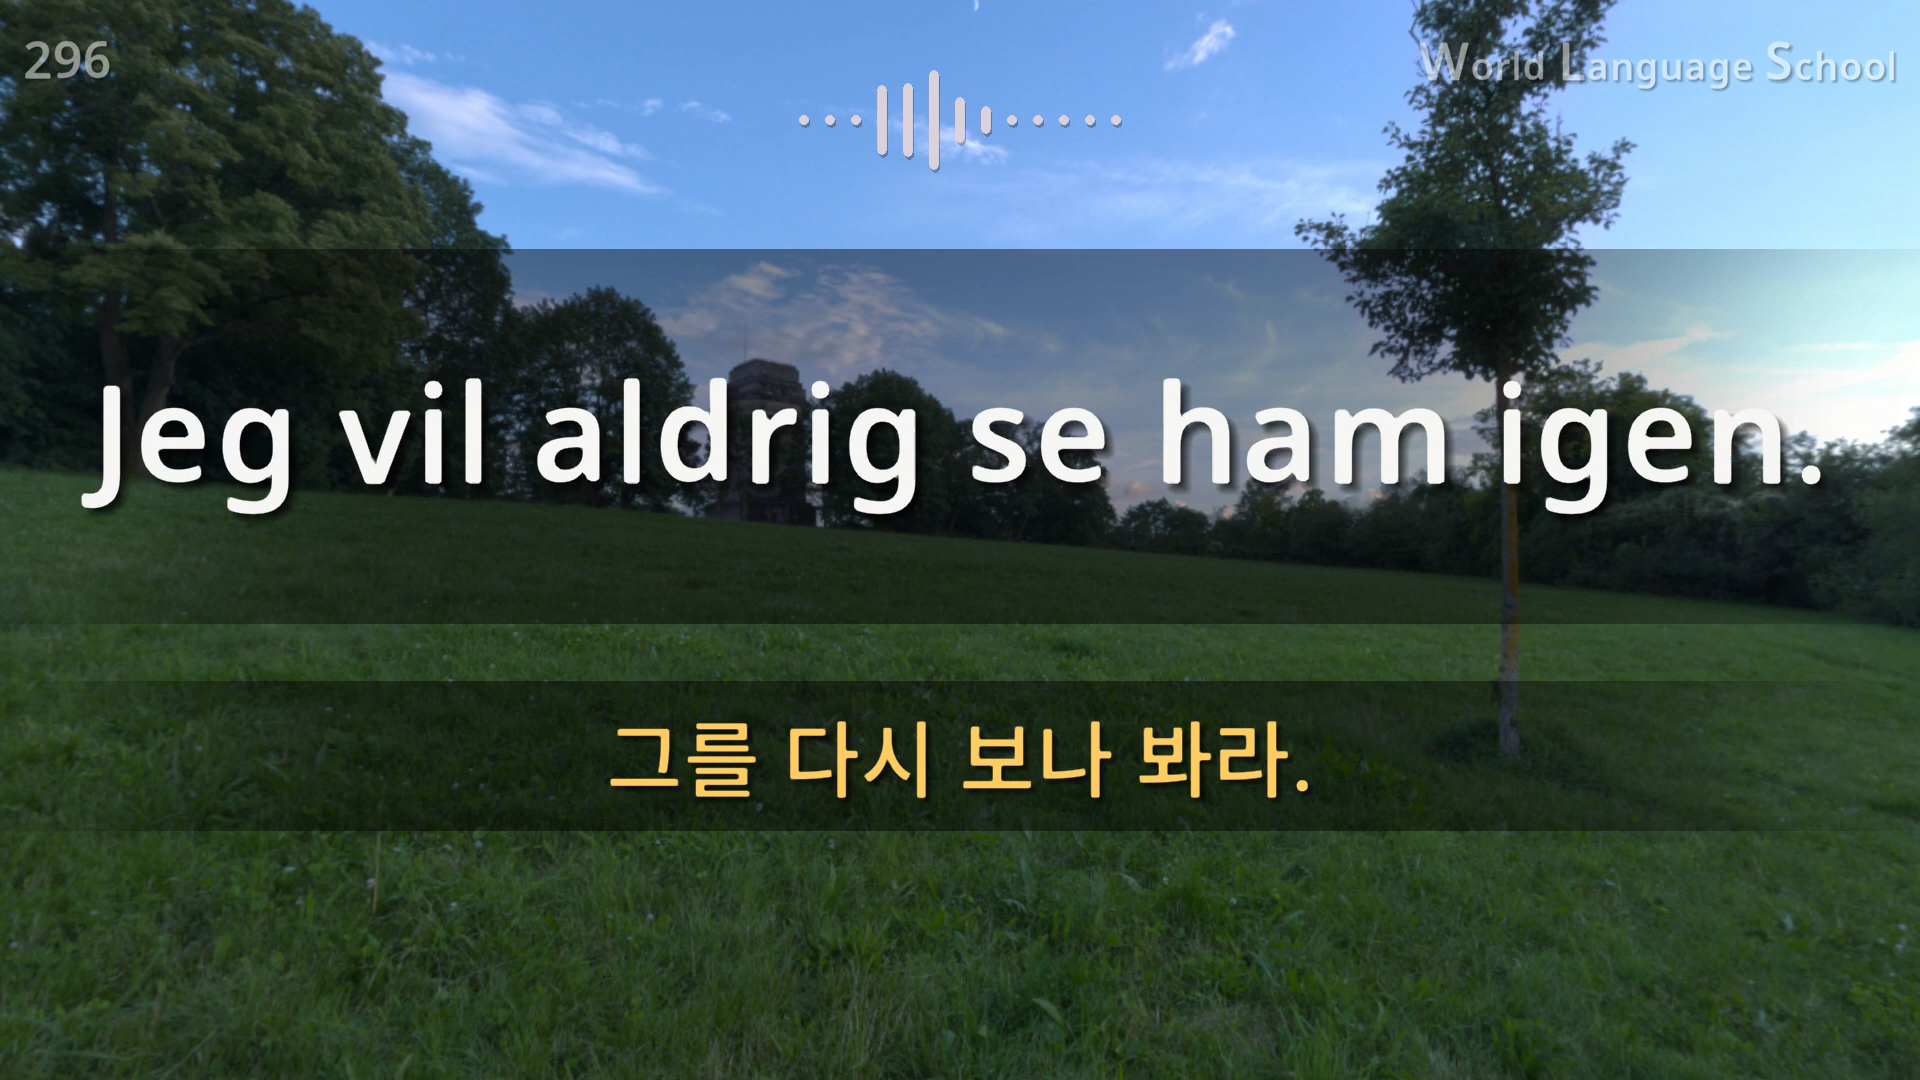 296
World Language School
Jeg vil aldrig se ham igen.
그를 다시 보나 봐라.